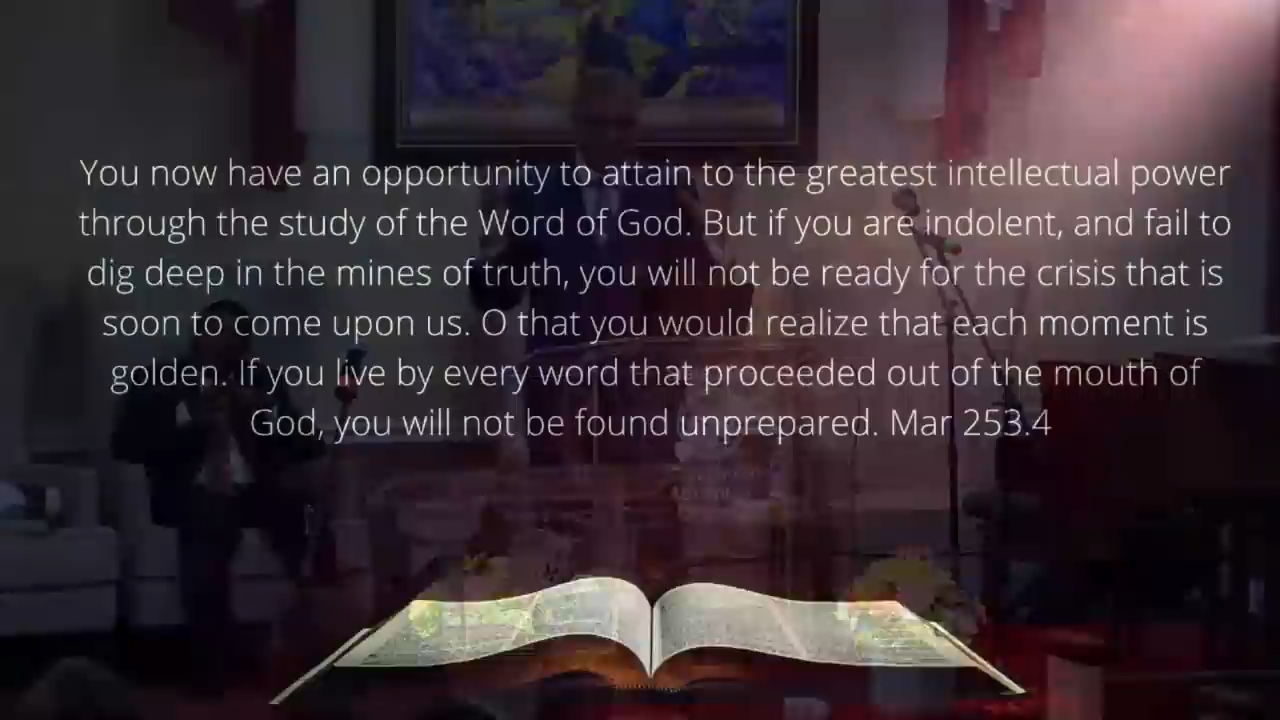 You now have an opportunity to attain to the greatest intellectual power
through the study of the Word of God. But if you are indolent, and fail to
dig deep in the mines of truth, you will not be ready for the crisis that is
soon to come upon us. O that you would realize that each moment is
golden. If you live by every word that proceeded out of the mouth of
God, you will not be found unprepared. Mar 253.4